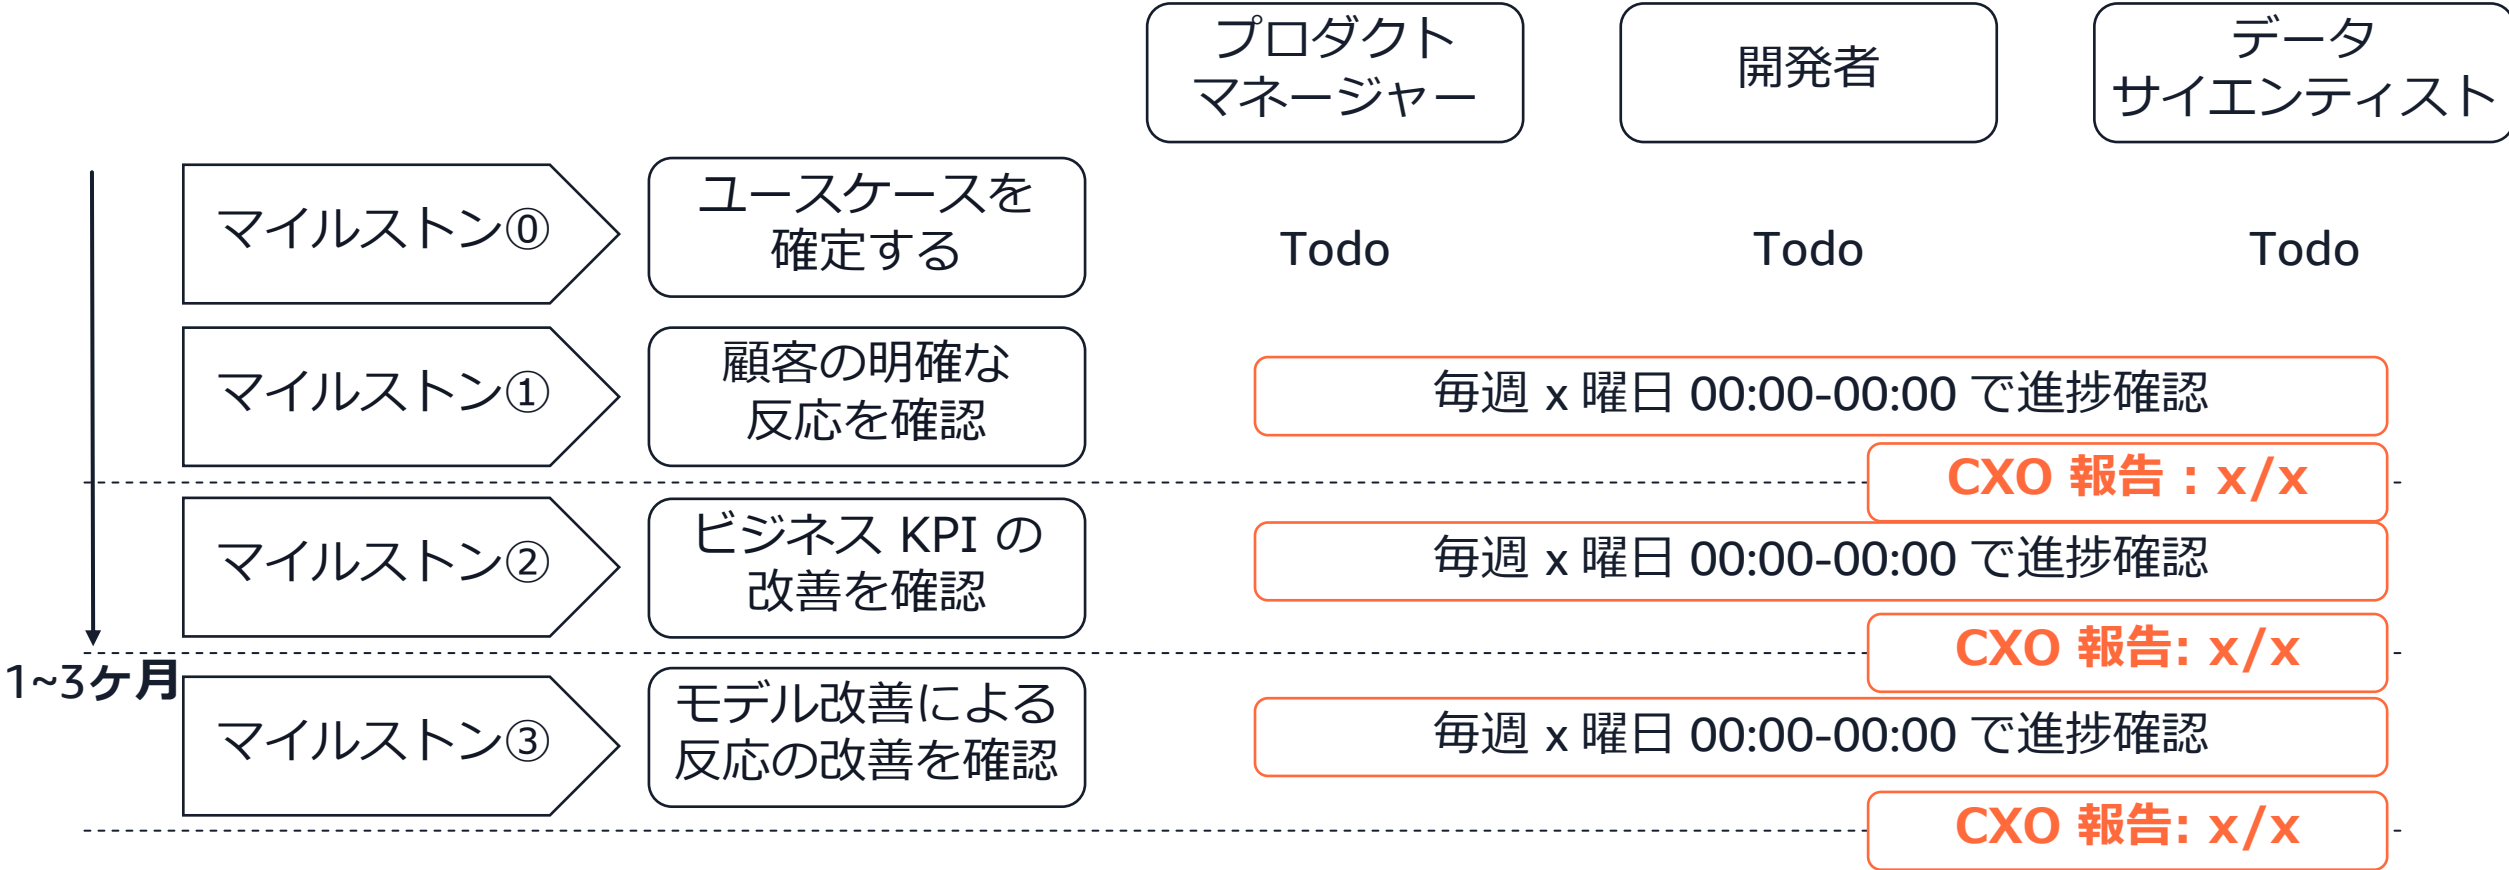 プロダクト
マネージャー
開発者
データ
サイエンティスト
マイルストン⓪
ユースケースを
確定する
Todo
Todo
Todo
マイルストン①
顧客の明確な
反応を確認
毎週 x 曜日 00:00-00:00 で進捗確認
CXO 報告：x/x
マイルストン②
ビジネス KPI の
改善を確認
毎週 x 曜日 00:00-00:00 で進捗確認
CXO 報告: x/x
1~3ヶ月
マイルストン③
モデル改善による
反応の改善を確認
毎週 x 曜日 00:00-00:00 で進捗確認
CXO 報告: x/x